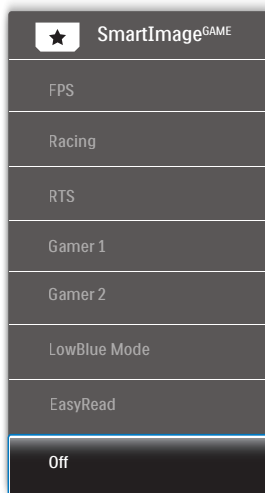 SmartImageGAME
FPS
Racing
RTS
Gamer 1
Gamer 2
LowBlue Mode
EasyRead
Off